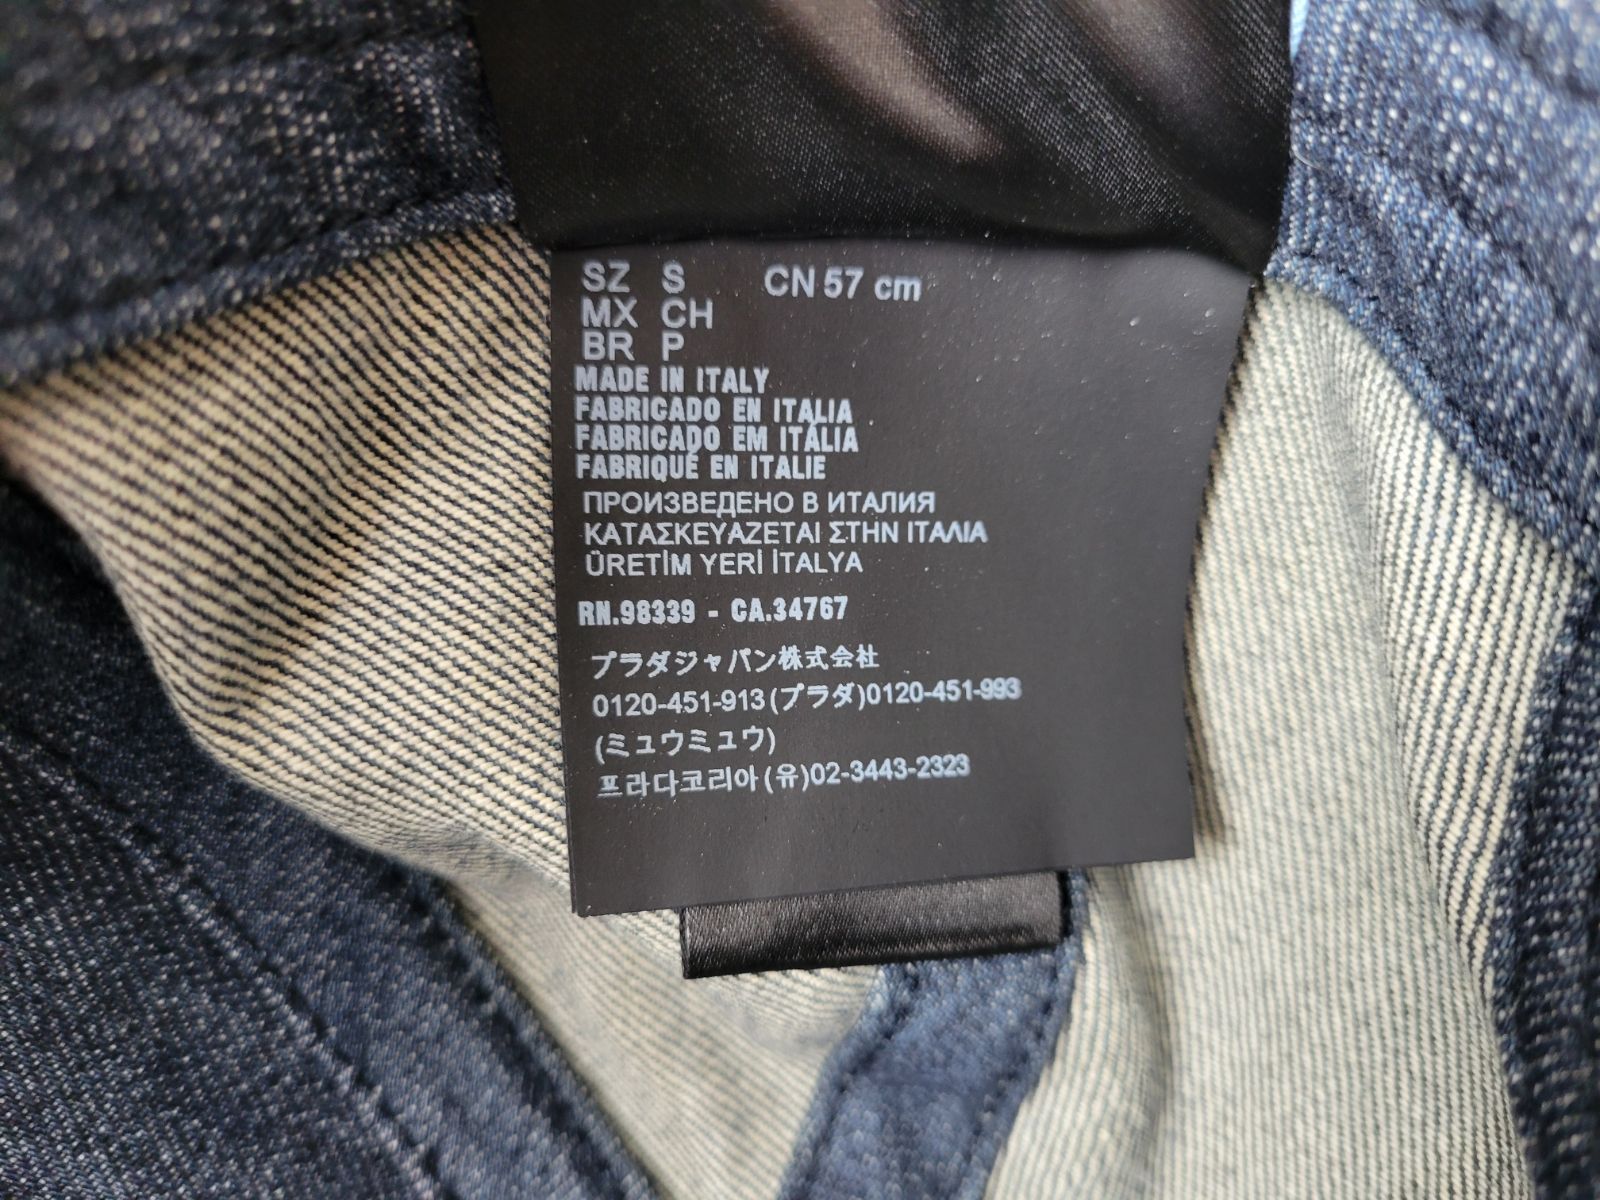 SZ S CN 57 cm
MX CH
BR P
MADE IN ITALY
FABRICADO EN ITALIA
FABRICADO EM ITÁLIA
FABRIQUÉ EN ITALIE
ПРОИЗВЕДЕНО В ИТАЛИЯ
ΚΑΤΑΣΚΕΥΑΖΕΤΑΙ ΣΤΗΝ ΙΤΑΛΙΑ
ÜRETİM YERİ İTALYA
RN.98339 - CA.34767
プラダジャパン株式会社
0120-451-913(プラダ)0120-451-993
(ミュウミュウ)
프라다코리아(유)02-3443-2323